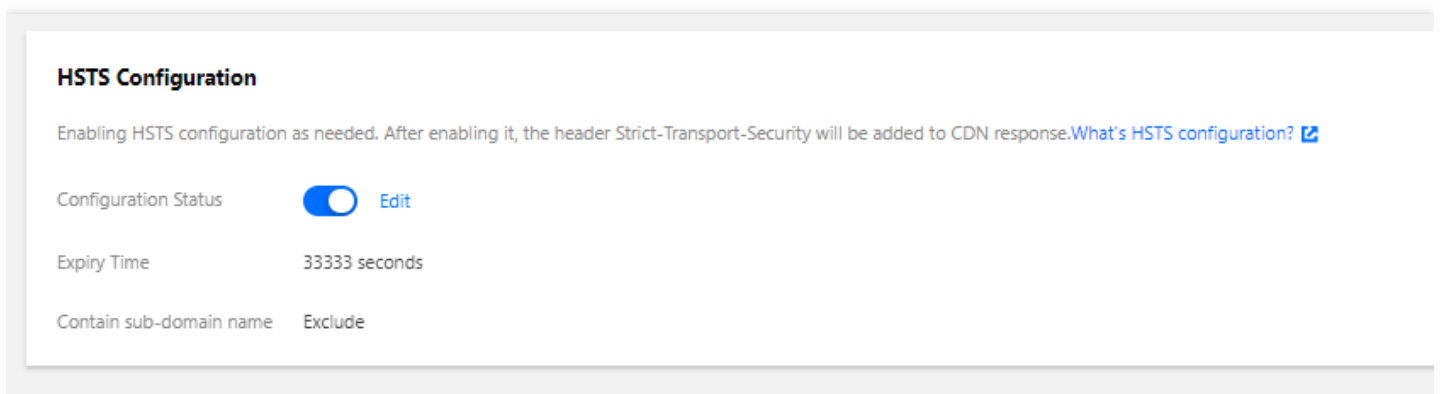 HSTS Configuration
Enabling HSTS configuration as needed. After enabling it, the header Strict-Transport-Security will be added to CDN response.What's HSTS configuration?
Configuration Status Edit
Expiry Time 33333 seconds
Contain sub-domain name Exclude